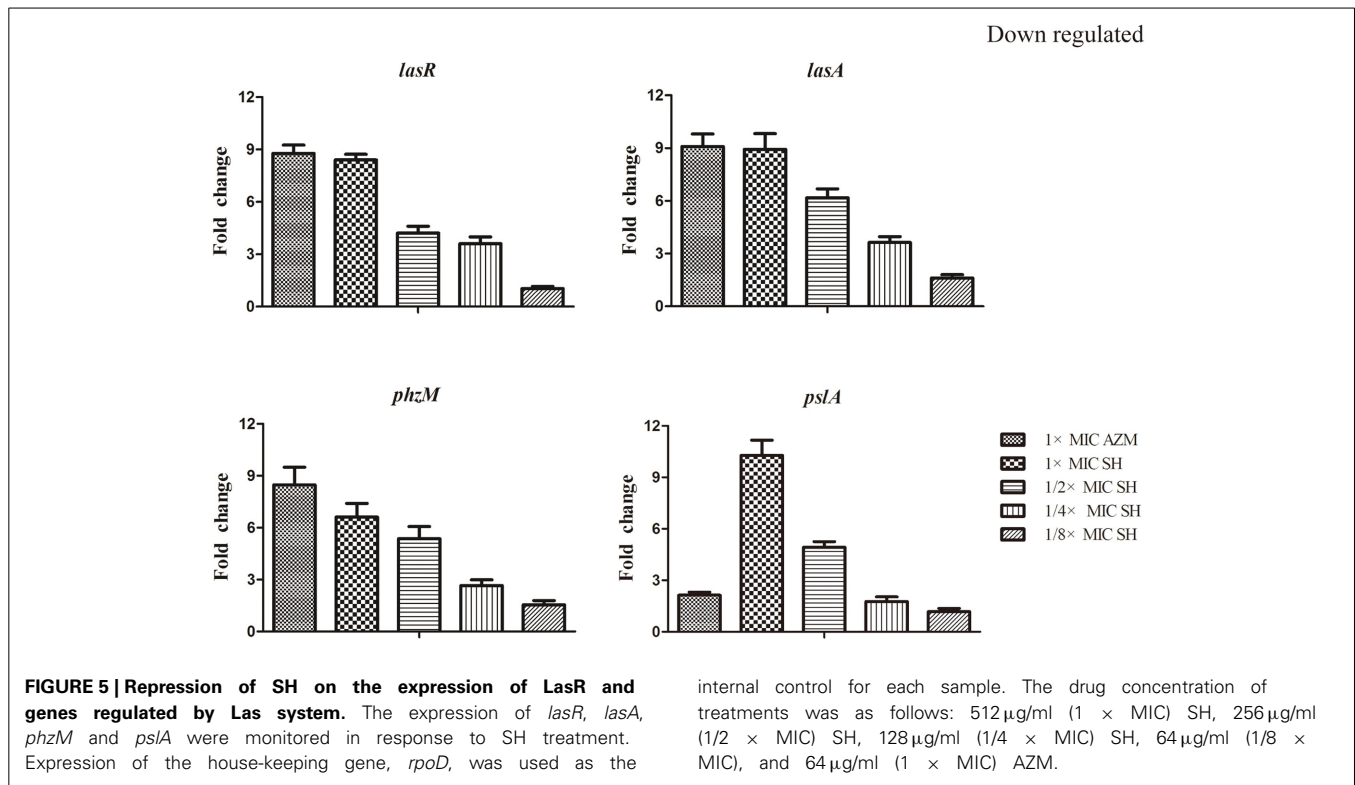 Down regulated
lasR
12
9
6
3
0
Fold change
lasA
12
9
6
3
0
Fold change
phzM
12
9
6
3
0
Fold change
pslA
12
9
6
3
0
Fold change
1× MIC AZM
1× MIC SH
1/2× MIC SH
1/4× MIC SH
1/8× MIC SH
FIGURE 5 | Repression of SH on the expression of LasR and
genes regulated by Las system. The expression of lasR, lasA,
phzM and pslA were monitored in response to SH treatment.
Expression of the house-keeping gene, rpoD, was used as the
internal control for each sample. The drug concentration of
treatments was as follows: 512 μg/ml (1 × MIC) SH, 256 μg/ml
(1/2 × MIC) SH, 128 μg/ml (1/4 × MIC) SH, 64 μg/ml (1/8 ×
MIC), and 64 μg/ml (1 × MIC) AZM.